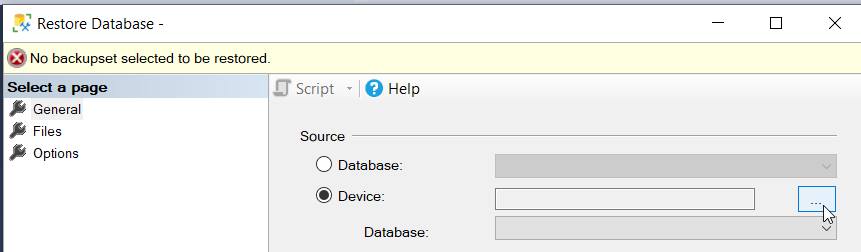 Restore Database -
No backupset selected to be restored.
Select a page
General
Files
Options
Script
Help
Source
Database:
Device:
...
Database: